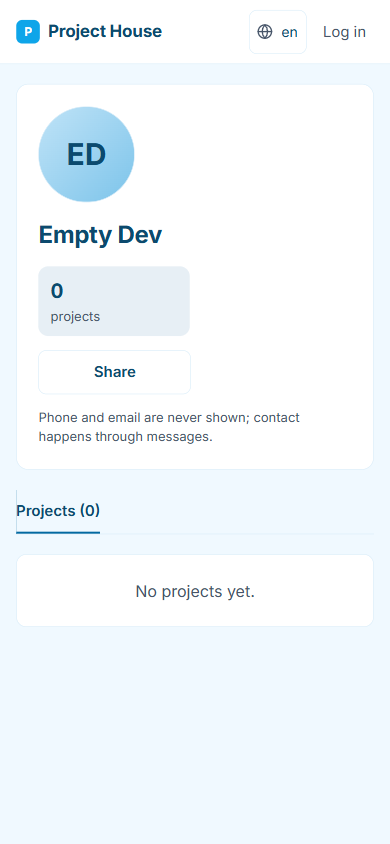 P Project House
en
Log in
ED
Empty Dev
0
projects
Share
Phone and email are never shown; contact
happens through messages.
Projects (0)
No projects yet.